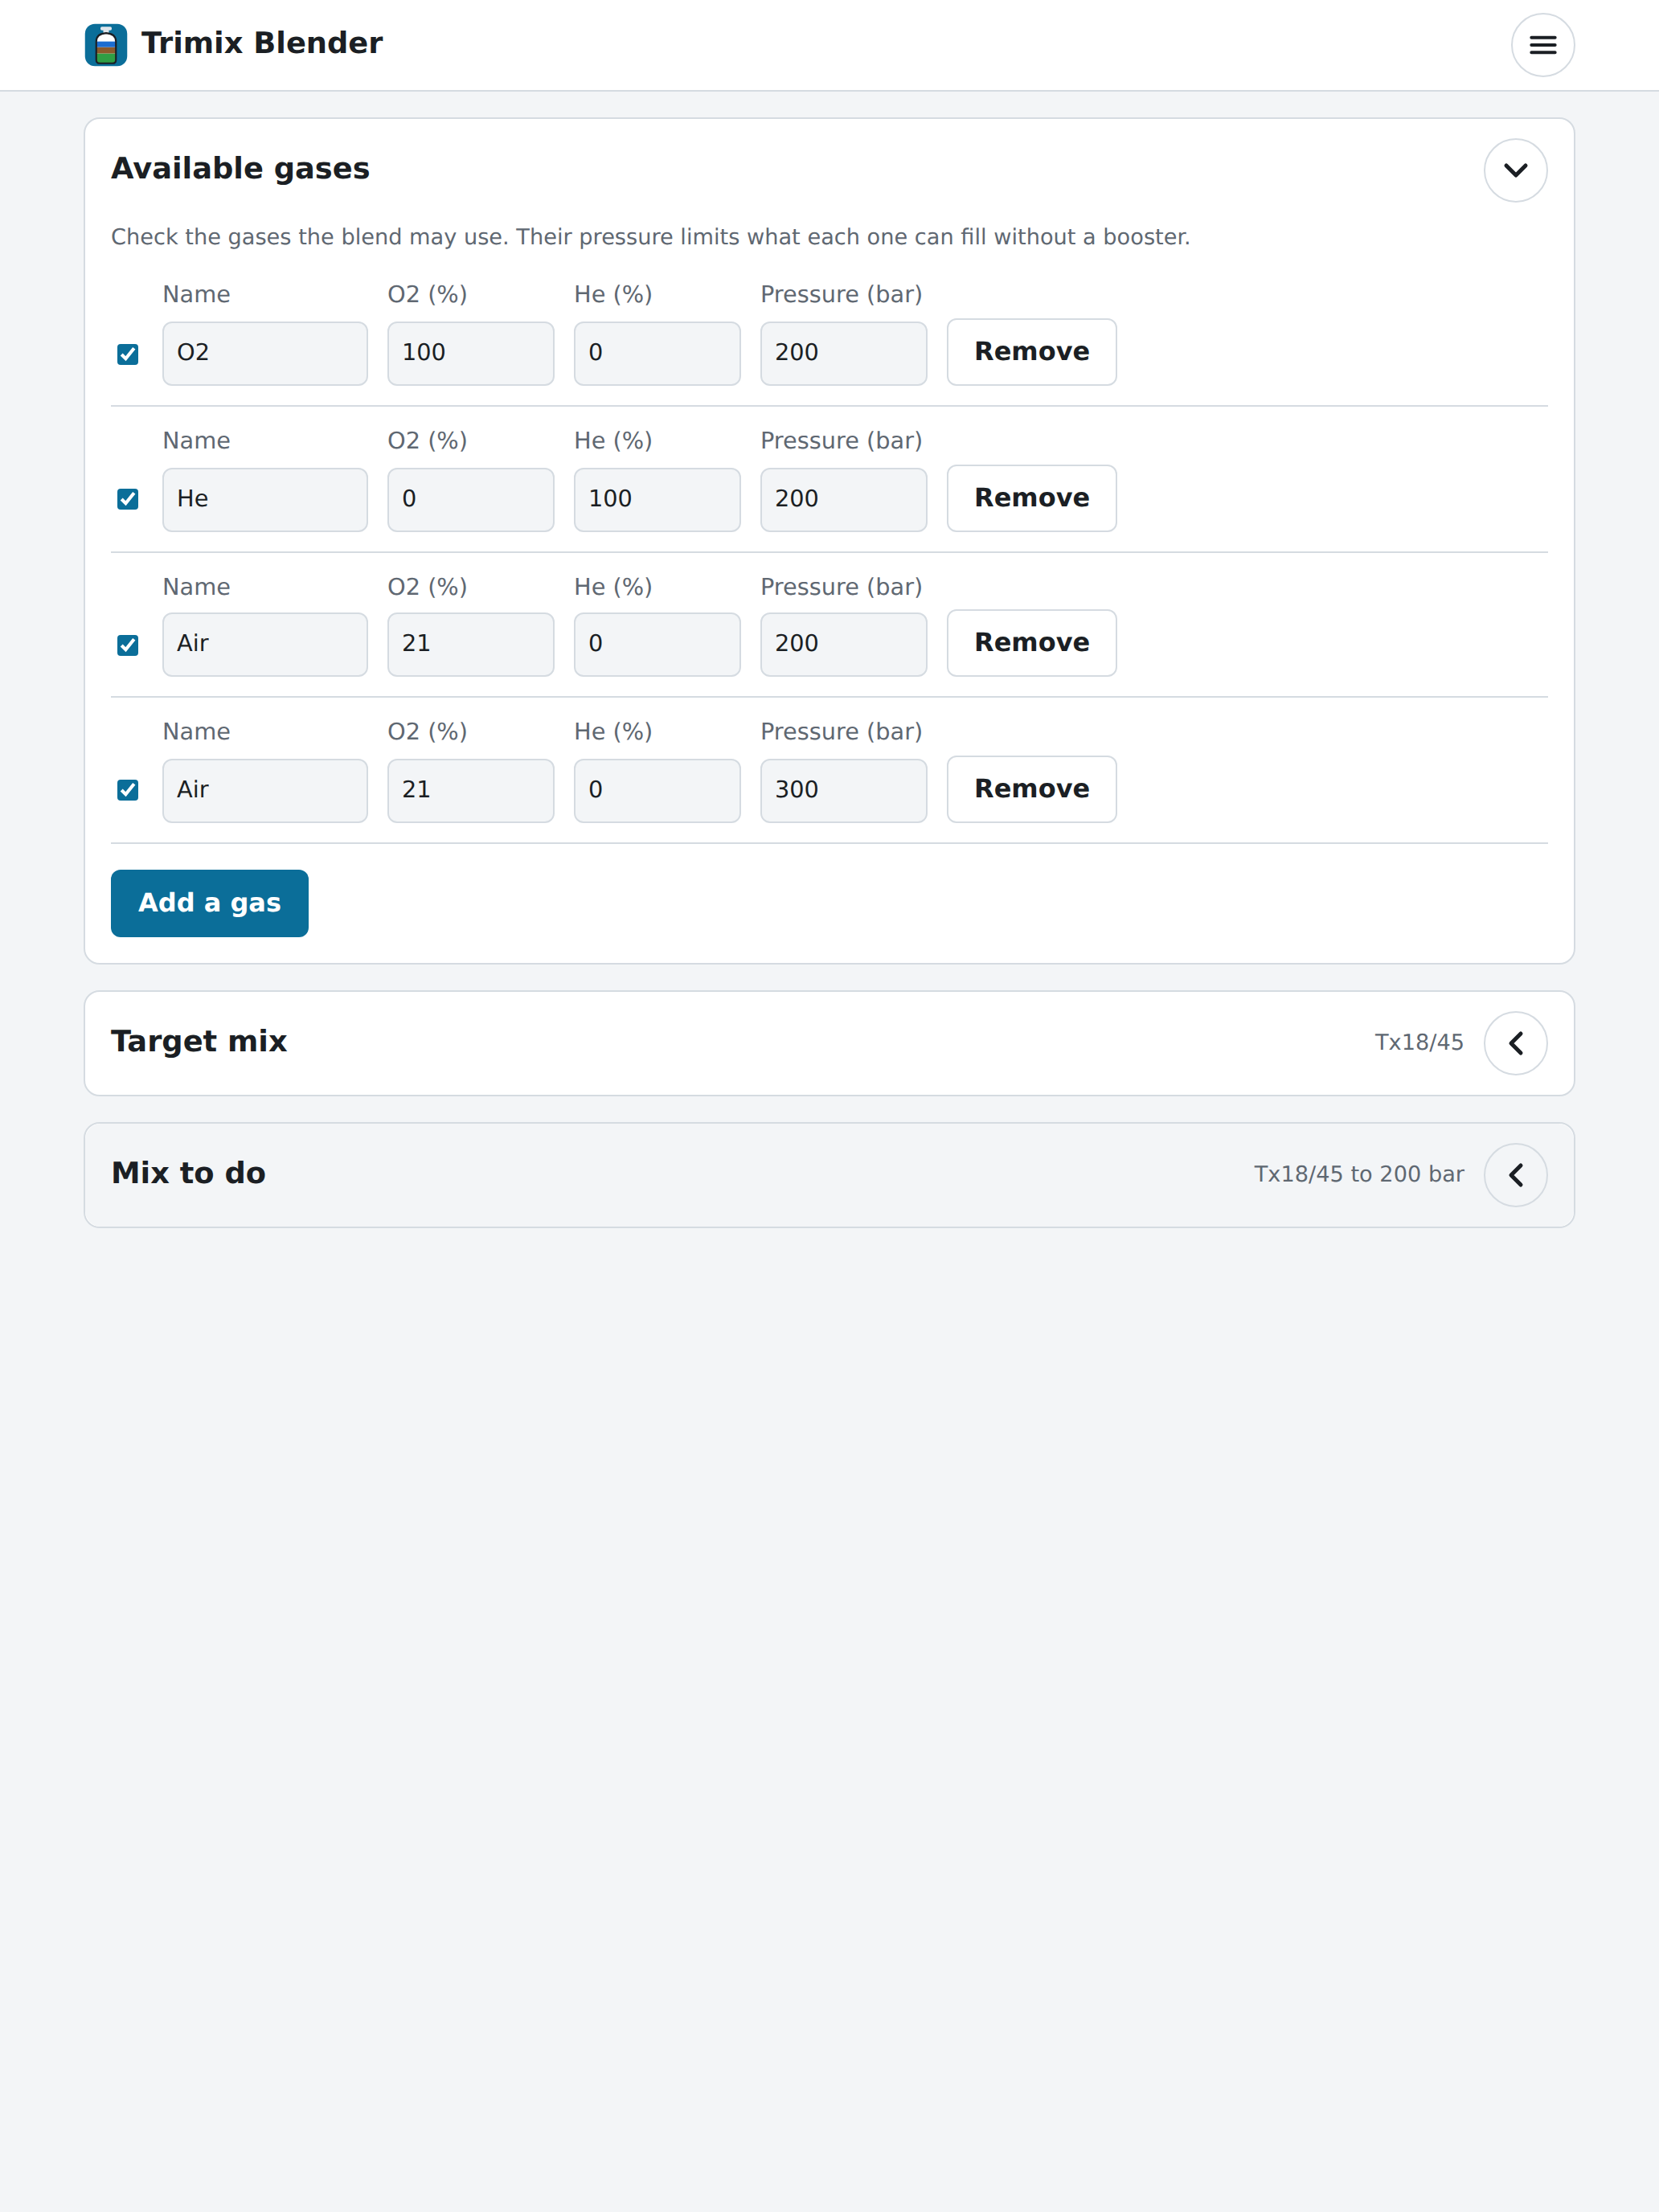 Trimix Blender
Available gases
Check the gases the blend may use. Their pressure limits what each one can fill without a booster.
Name O2 (%) He (%) Pressure (bar)
O2 100 0 200 Remove
Name O2 (%) He (%) Pressure (bar)
He 0 100 200 Remove
Name O2 (%) He (%) Pressure (bar)
Air 21 0 200 Remove
Name O2 (%) He (%) Pressure (bar)
Air 21 0 300 Remove
Add a gas
Target mix Tx18/45
Mix to do Tx18/45 to 200 bar